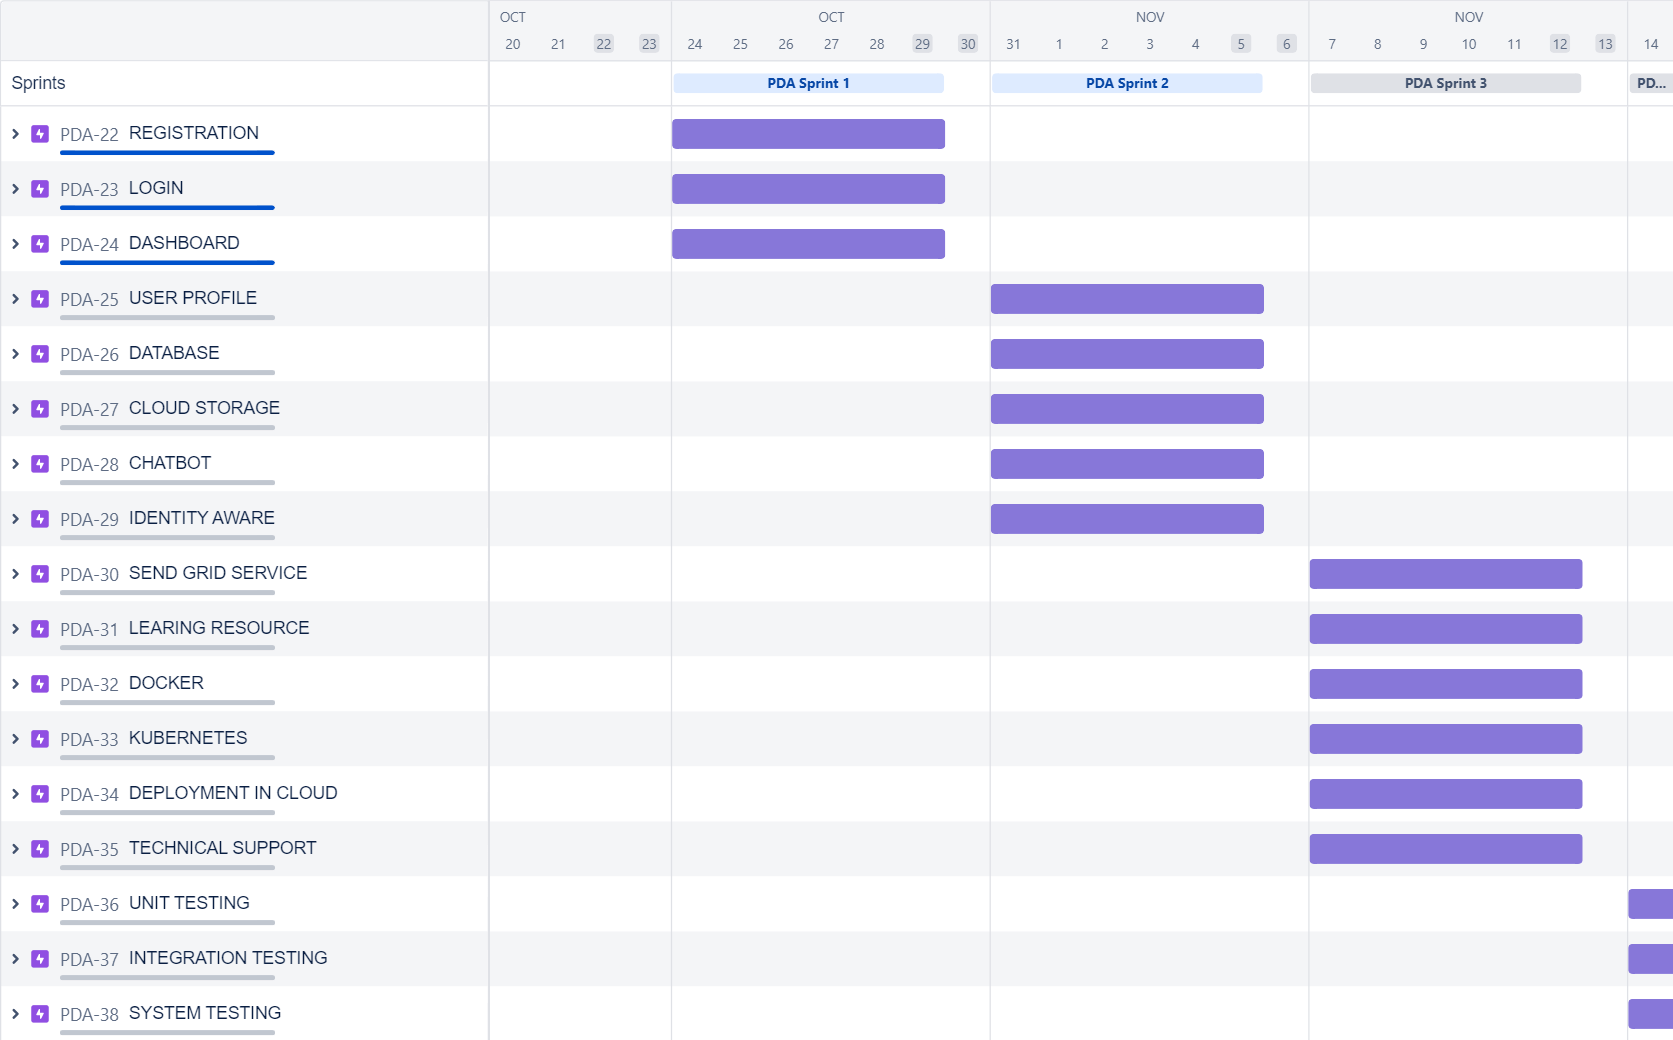 OCT OCT NOV NOV
20 21 22 23 24 25 26 27 28 29 30 31 1 2 3 4 5 6 7 8 9 10 11 12 13 14
Sprints PDA Sprint 1 PDA Sprint 2 PDA Sprint 3 PD...
PDA-22 REGISTRATION
PDA-23 LOGIN
PDA-24 DASHBOARD
PDA-25 USER PROFILE
PDA-26 DATABASE
PDA-27 CLOUD STORAGE
PDA-28 CHATBOT
PDA-29 IDENTITY AWARE
PDA-30 SEND GRID SERVICE
PDA-31 LEARING RESOURCE
PDA-32 DOCKER
PDA-33 KUBERNETES
PDA-34 DEPLOYMENT IN CLOUD
PDA-35 TECHNICAL SUPPORT
PDA-36 UNIT TESTING
PDA-37 INTEGRATION TESTING
PDA-38 SYSTEM TESTING